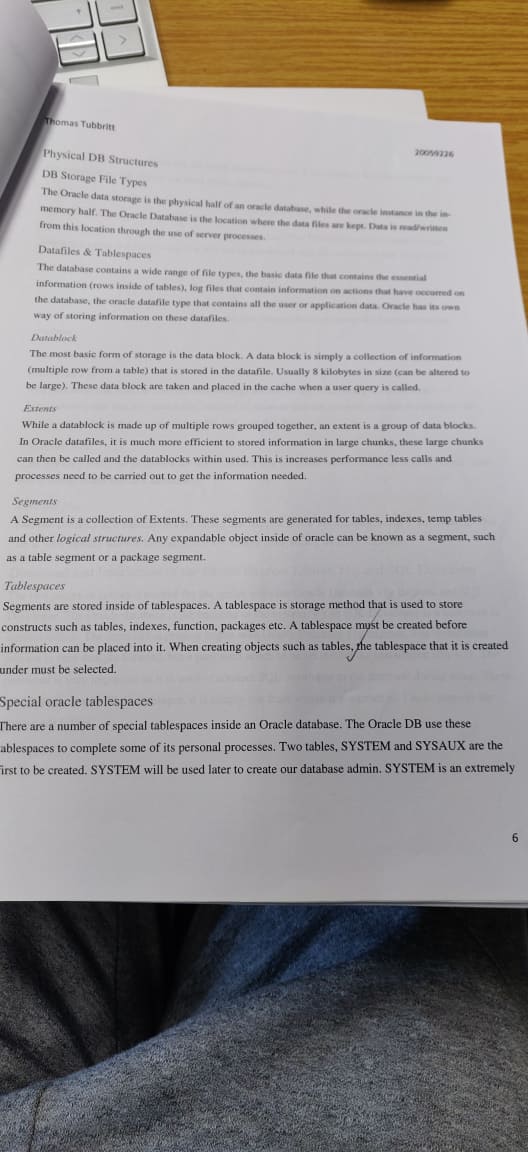 Thomas Tubbritt
20059226
Physical DB Structures
DB Storage File Types
The Oracle data storage is the physical half of an oracle database, while the oracle instance in the in-
memory half. The Oracle Database is the location where the data files are kept. Data is read/written
from this location through the use of server processes.
Datafiles & Tablespaces
The database contains a wide range of file types, the basic data file that contains the essential
information (rows inside of tables), log files that contain information on actions that have occurred on
the database, the oracle datafile type that contains all the user or application data. Oracle has its own
way of storing information on these datafiles.
Datablock
The most basic form of storage is the data block. A data block is simply a collection of information
(multiple row from a table) that is stored in the datafile. Usually 8 kilobytes in size (can be altered to
be large). These data block are taken and placed in the cache when a user query is called.
Extents
While a datablock is made up of multiple rows grouped together, an extent is a group of data blocks.
In Oracle datafiles, it is much more efficient to stored information in large chunks, these large chunks
can then be called and the datablocks within used. This is increases performance less calls and
processes need to be carried out to get the information needed.
Segments
A Segment is a collection of Extents. These segments are generated for tables, indexes, temp tables
and other logical structures. Any expandable object inside of oracle can be known as a segment, such
as a table segment or a package segment.
Tablespaces
Segments are stored inside of tablespaces. A tablespace is storage method that is used to store
constructs such as tables, indexes, function, packages etc. A tablespace must be created before
information can be placed into it. When creating objects such as tables, the tablespace that it is created
under must be selected.
Special oracle tablespaces
There are a number of special tablespaces inside an Oracle database. The Oracle DB use these
ablespaces to complete some of its personal processes. Two tables, SYSTEM and SYSAUX are the
first to be created. SYSTEM will be used later to create our database admin. SYSTEM is an extremely
6